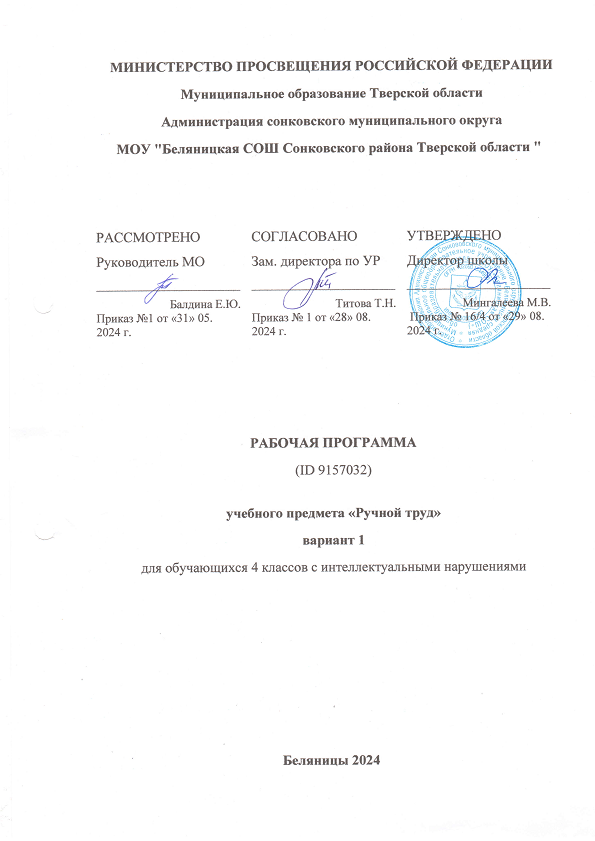 МИНИСТЕРСТВО ПРОСВЕЩЕНИЯ РОССИЙСКОЙ ФЕДЕРАЦИИ
Муниципальное образование Тверской области
Администрация сонковского муниципального округа
МОУ "Беляницкая СОШ Сонковского района Тверской области "
РАССМОТРЕНО
Руководитель МО
Балдина Е.Ю.
Приказ №1 от «31» 05.
2024 г.
СОГЛАСОВАНО
Зам. директора по УР
Титова Т.Н.
Приказ № 1 от «28» 08.
2024 г.
УТВЕРЖДЕНО
Директор школы
Мингалеева М.В.
Приказ № 16/4 от «29» 08.
2024 г.
РАБОЧАЯ ПРОГРАММА
(ID 9157032)
учебного предмета «Ручной труд»
вариант 1
для обучающихся 4 классов с интеллектуальными нарушениями
Беляницы 2024